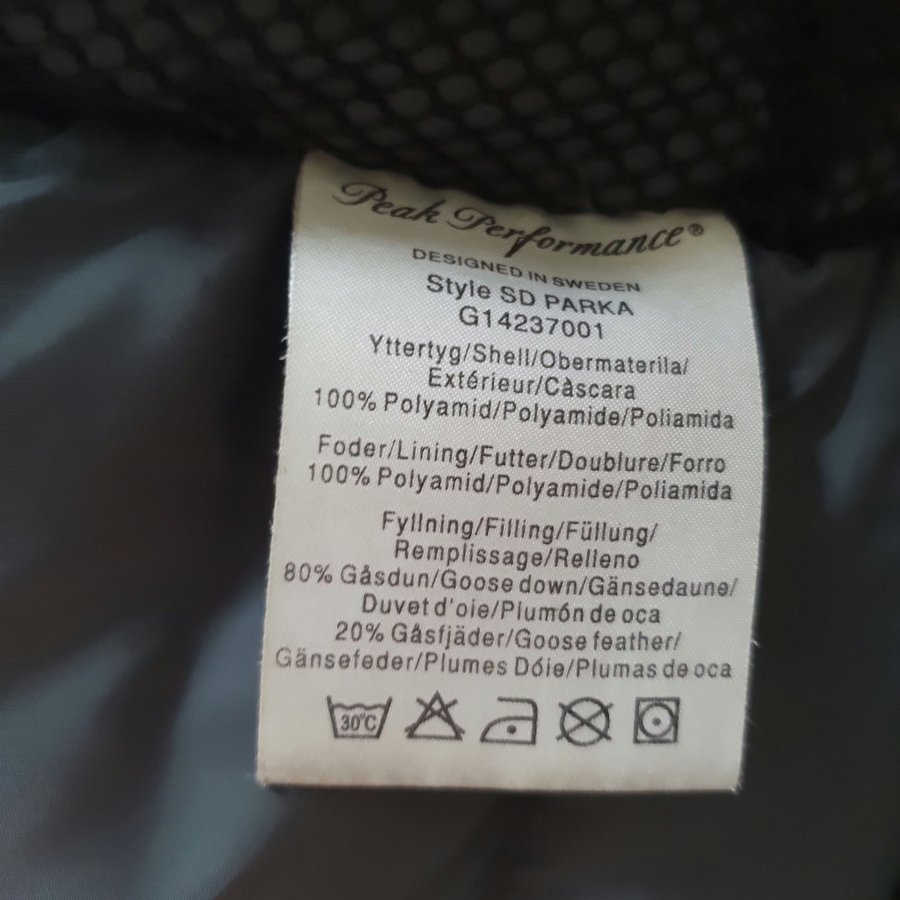 Peak Performance®
DESIGNED IN SWEDEN
Style SD PARKA
G14237001
Yttertyg/Shell/Obermaterila/
Extérieur/Càscara
100% Polyamid/Polyamide/Poliamida
Foder/Lining/Futter/Doublure/Forro
100% Polyamid/Polyamide/Poliamida
Fyllning/Filling/Füllung/
Remplissage/Relleno
80% Gåsdun/Goose down/Gänsedaune/
Duvet d'oie/Plumón de oca
20% Gåsfjäder/Goose feather/
Gänsefeder/Plumes Dóie/Plumas de oca
30°C